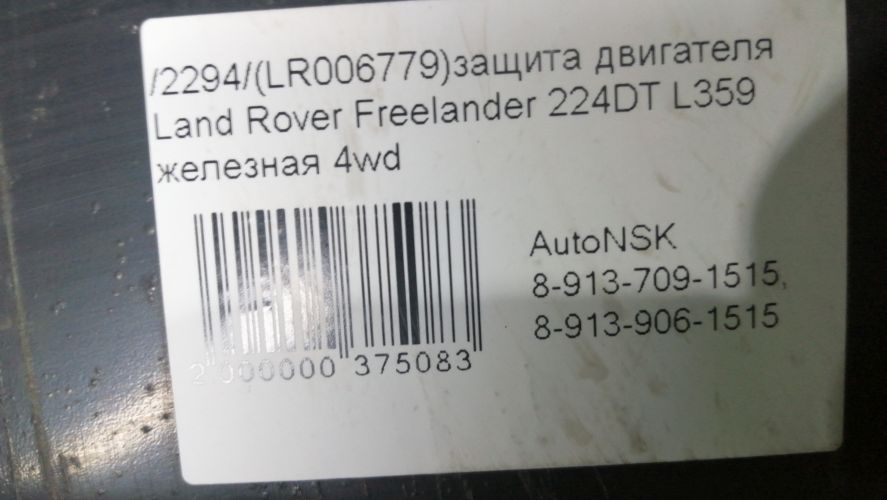 /2294/(LR006779)защита двигателя
Land Rover Freelander 224DT L359
железная 4wd
AutoNSK
8-913-709-1515,
8-913-906-1515
2 000000 375083